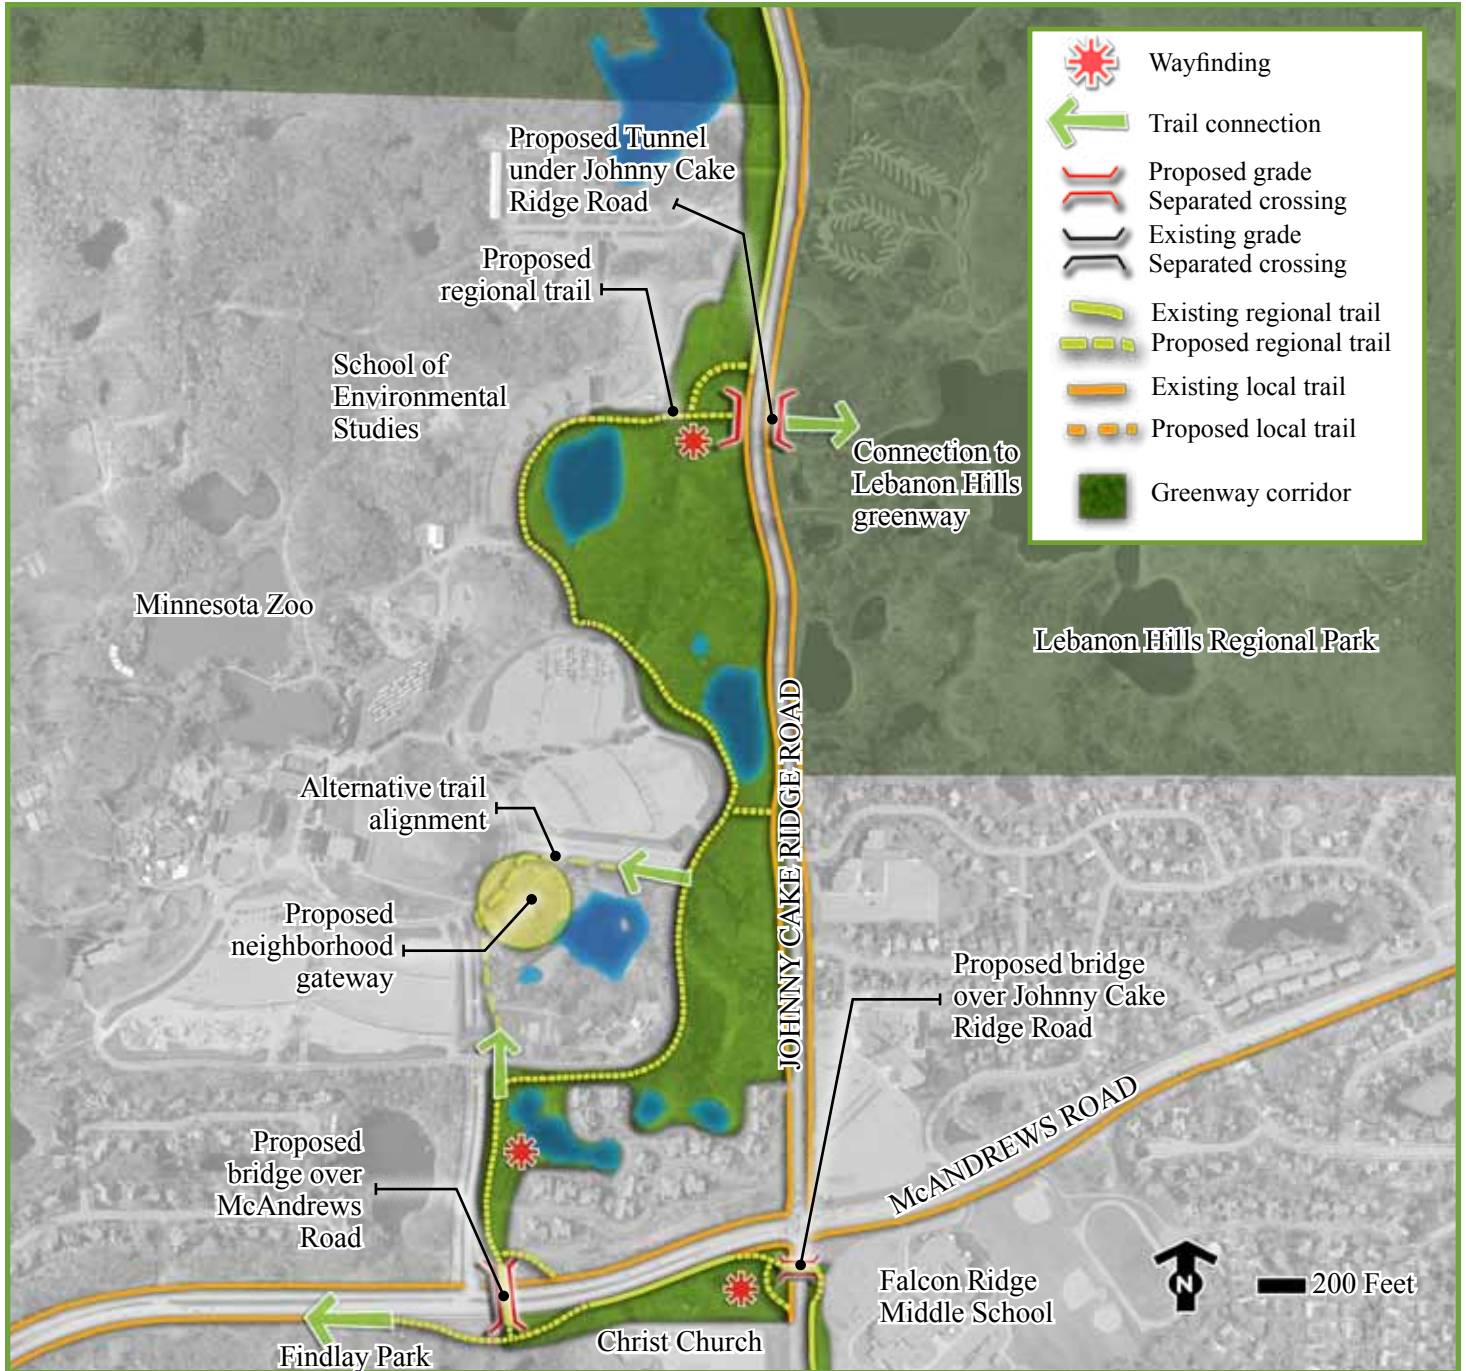 Wayfinding
Trail connection
Proposed grade
Separated crossing
Existing grade
Separated crossing
Existing regional trail
Proposed regional trail
Existing local trail
Proposed local trail
Greenway corridor
Proposed Tunnel
under Johnny Cake
Ridge Road
Proposed
regional trail
School of
Environmental
Studies
Connection to
Lebanon Hills
greenway
Minnesota Zoo
Lebanon Hills Regional Park
JOHNNY CAKE RIDGE ROAD
Alternative trail
alignment
Proposed
neighborhood
gateway
Proposed bridge
over Johnny Cake
Ridge Road
McANDREWS ROAD
Proposed
bridge over
McAndrews
Road
Falcon Ridge
Middle School
N
200 Feet
Christ Church
Findlay Park